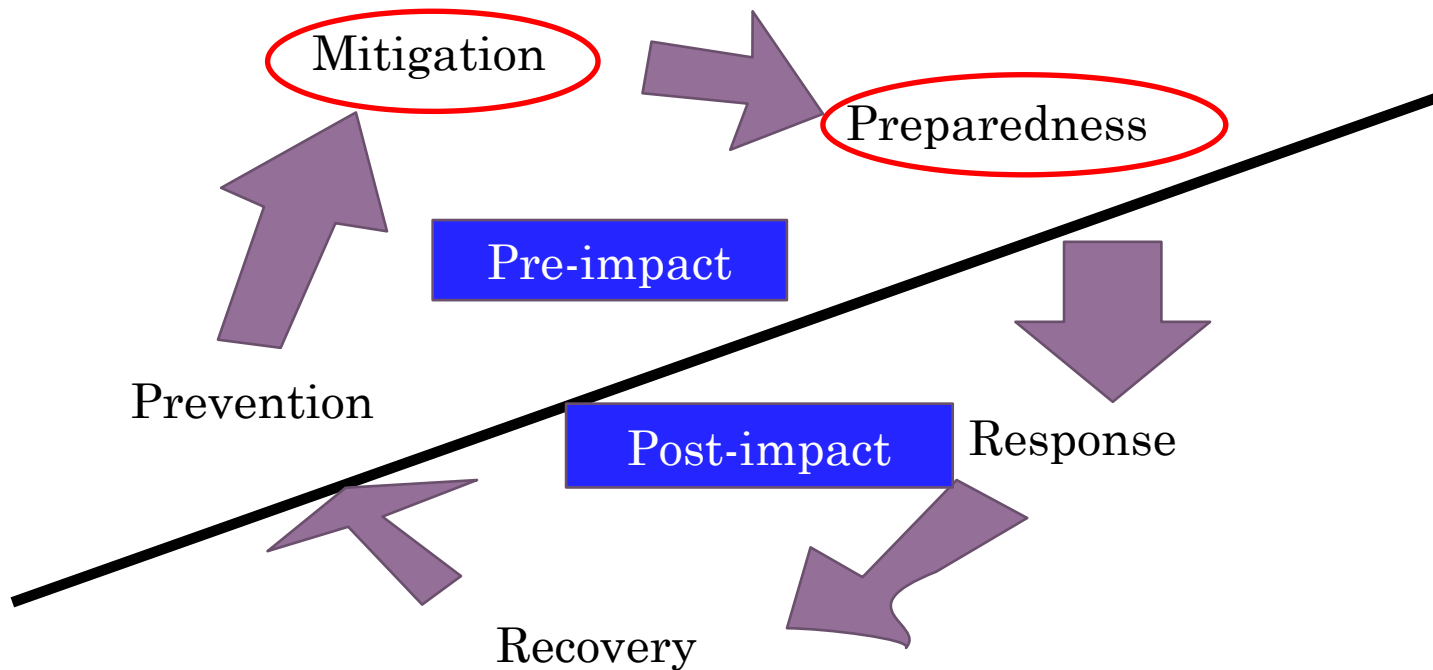 Mitigation
Preparedness
Pre-impact
Prevention
Post-impact
Response
Recovery